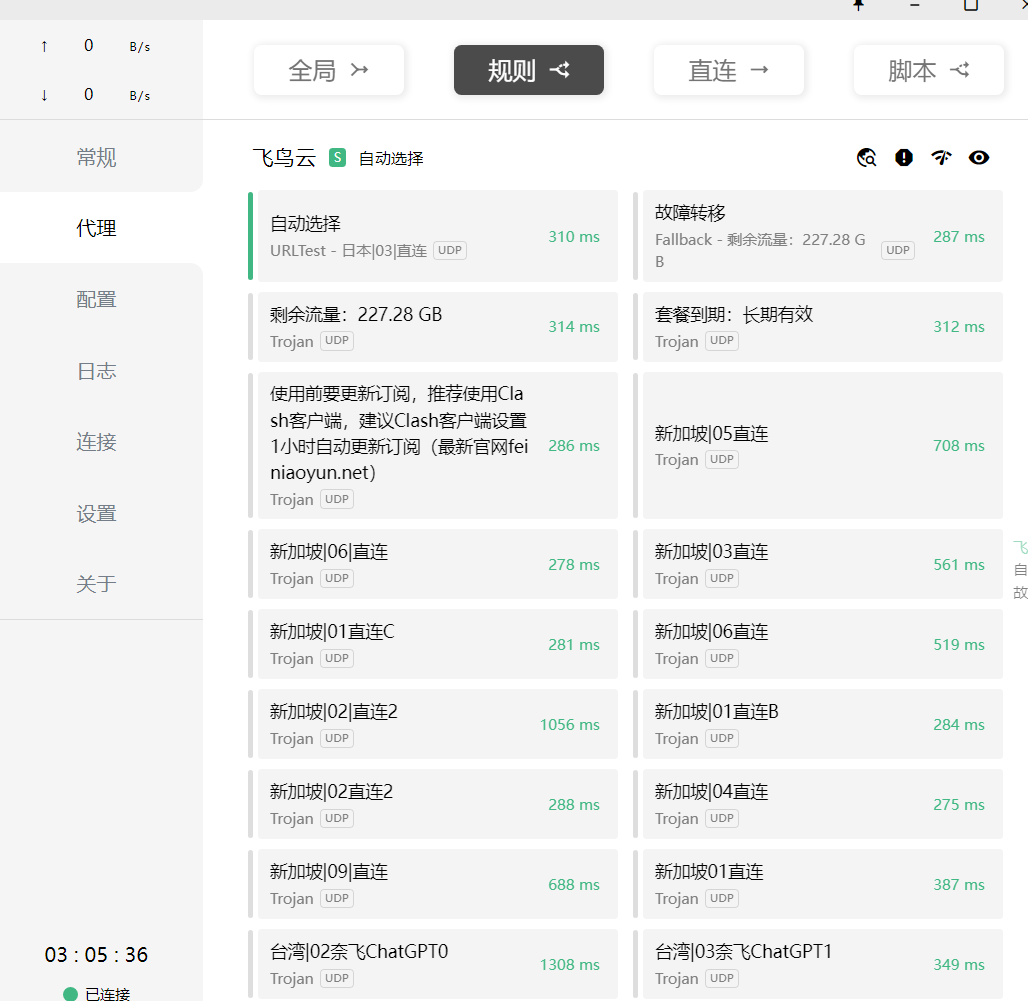 ↑ 0 B/s
↓ 0 B/s
常规
代理
配置
日志
连接
设置
关于
03 : 05 : 36
已连接
全局
规则
直连
脚本
飞鸟云 S 自动选择
自动选择
URLTest - 日本|03|直连 UDP
310 ms
故障转移
Fallback - 剩余流量：227.28 G
B
UDP
287 ms
剩余流量：227.28 GB
Trojan UDP
314 ms
套餐到期：长期有效
Trojan UDP
312 ms
使用前要更新订阅，推荐使用Cla
sh客户端，建议Clash客户端设置
1小时自动更新订阅（最新官网fei
niaoyun.net）
Trojan UDP
286 ms
新加坡|05直连
Trojan UDP
708 ms
新加坡|06|直连
Trojan UDP
278 ms
新加坡|03直连
Trojan UDP
561 ms
新加坡|01直连C
Trojan UDP
281 ms
新加坡|06直连
Trojan UDP
519 ms
新加坡|02|直连2
Trojan UDP
1056 ms
新加坡|01直连B
Trojan UDP
284 ms
新加坡|02直连2
Trojan UDP
288 ms
新加坡|04直连
Trojan UDP
275 ms
新加坡|09|直连
Trojan UDP
688 ms
新加坡01直连
Trojan UDP
387 ms
台湾|02奈飞ChatGPT0
Trojan UDP
1308 ms
台湾|03奈飞ChatGPT1
Trojan UDP
349 ms
飞
自
故